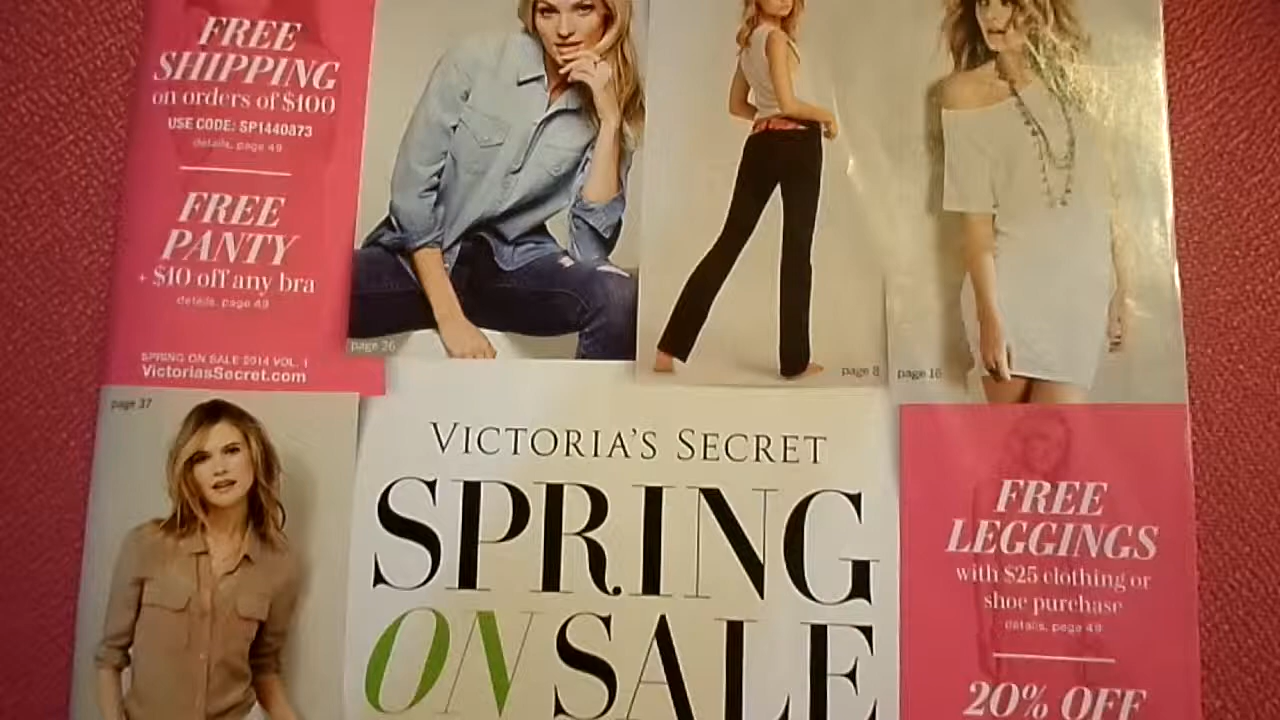 FREE
SHIPPING
on orders of $100
USE CODE: SP1440873
details, page 49
FREE
PANTY
+ $10 off any bra
details, page 49
SPRING ON SALE 2014 VOL. 1
VictoriasSecret.com
page 26
page 8
page 16
page 37
VICTORIA'S SECRET
SPRING
ON SALE
FREE
LEGGINGS
with $25 clothing or
shoe purchase
details, page 49
20% OFF